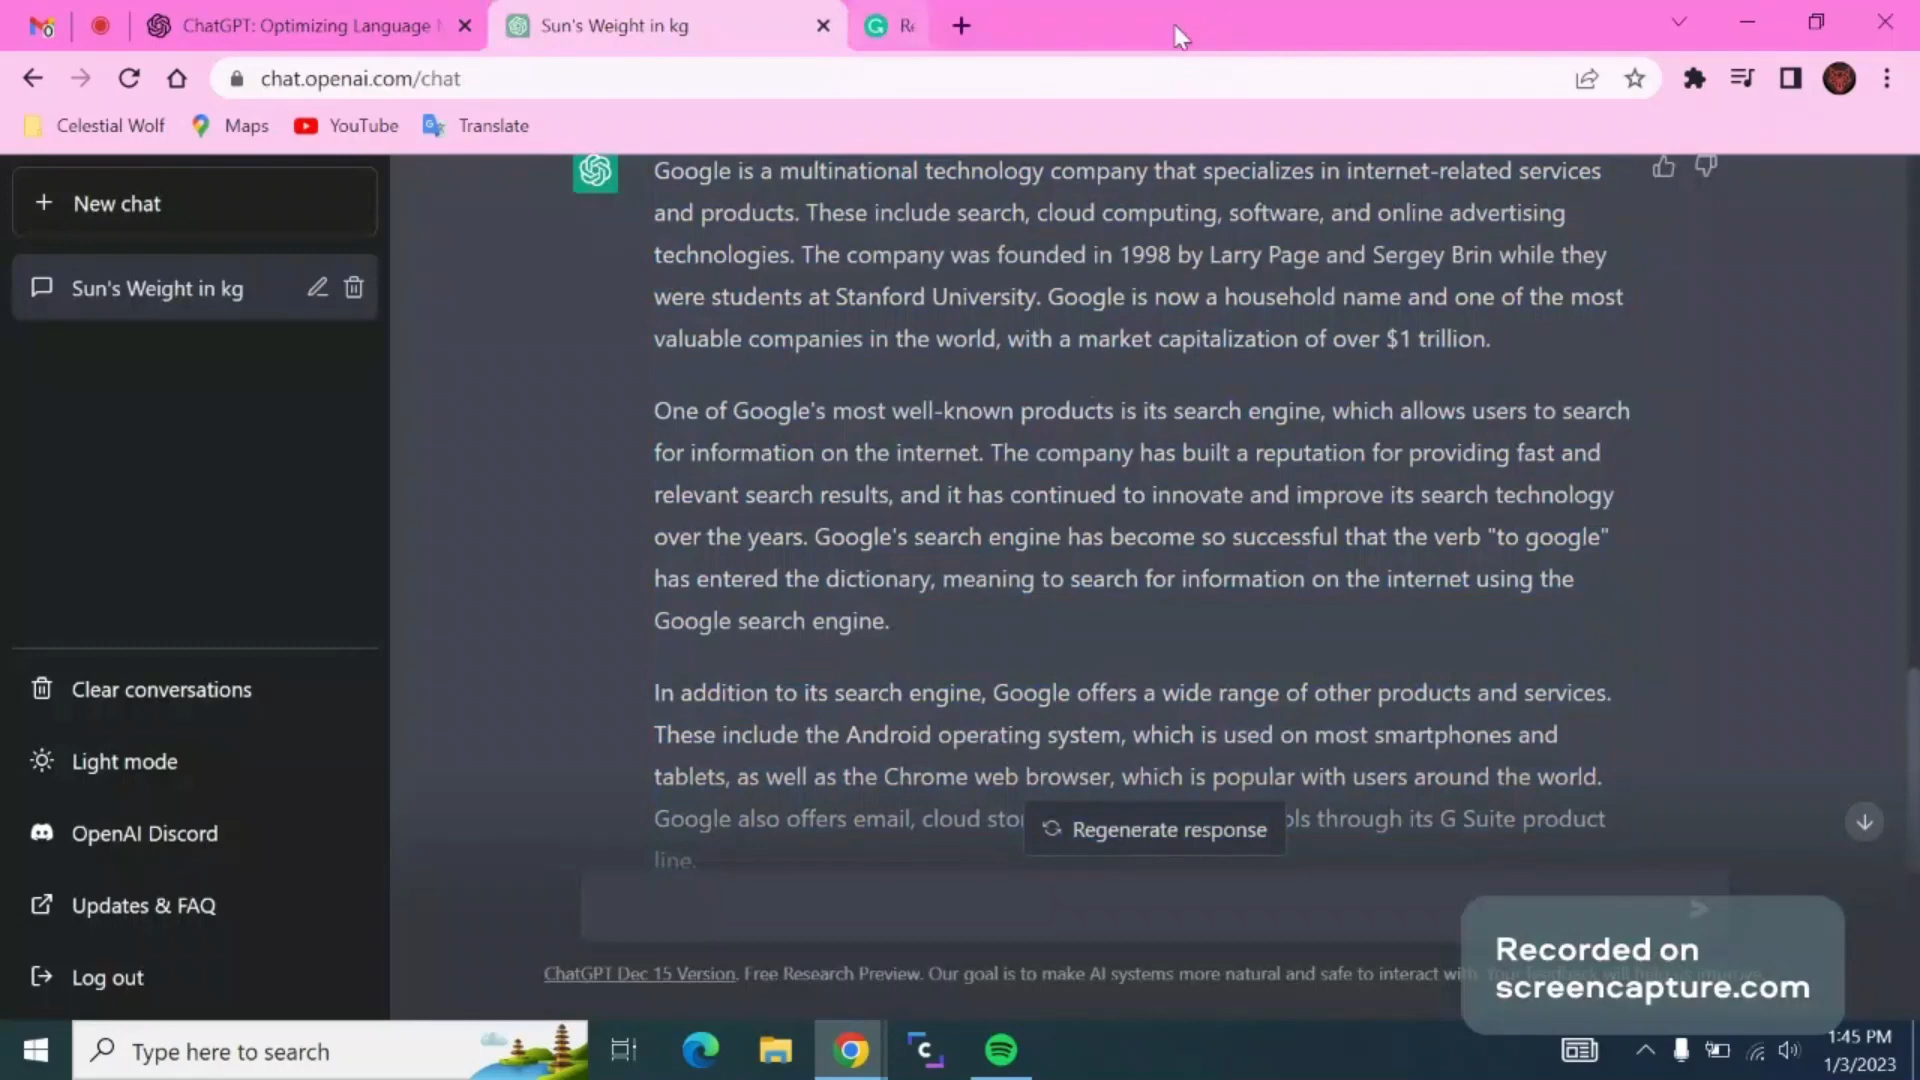 ChatGPT: Optimizing Language
Sun's Weight in kg
Re
chat.openai.com/chat
Celestial Wolf
Maps
YouTube
Translate
New chat
Sun's Weight in kg
Clear conversations
Light mode
OpenAI Discord
Updates & FAQ
Log out
Google is a multinational technology company that specializes in internet-related services
and products. These include search, cloud computing, software, and online advertising
technologies. The company was founded in 1998 by Larry Page and Sergey Brin while they
were students at Stanford University. Google is now a household name and one of the most
valuable companies in the world, with a market capitalization of over $1 trillion.
One of Google's most well-known products is its search engine, which allows users to search
for information on the internet. The company has built a reputation for providing fast and
relevant search results, and it has continued to innovate and improve its search technology
over the years. Google's search engine has become so successful that the verb "to google"
has entered the dictionary, meaning to search for information on the internet using the
Google search engine.
In addition to its search engine, Google offers a wide range of other products and services.
These include the Android operating system, which is used on most smartphones and
tablets, as well as the Chrome web browser, which is popular with users around the world.
Google also offers email, cloud sto ols through its G Suite product
line.
Regenerate response
ChatGPT Dec 15 Version. Free Research Preview. Our goal is to make AI systems more natural and safe to interact with. Your feedback will help us improve.
Recorded on
screencapture.com
Type here to search
1:45 PM
1/3/2023